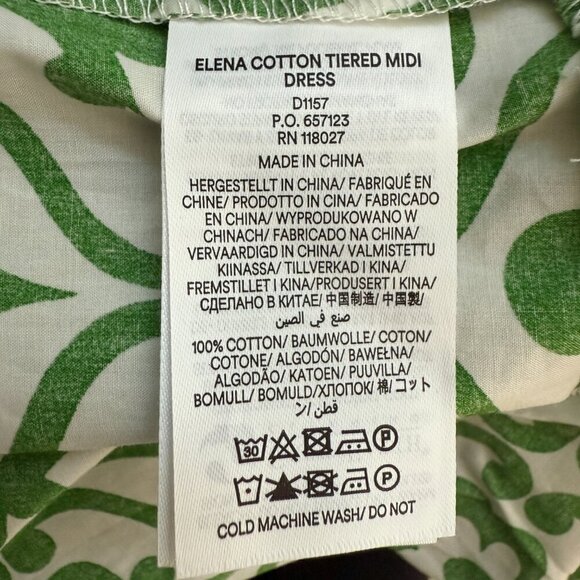 ELENA COTTON TIERED MIDI
DRESS
D1157
P.O. 657123
RN 118027
MADE IN CHINA
HERGESTELLT IN CHINA/ FABRIQUÉ EN
CHINE/ PRODOTTO IN CINA/ FABRICADO
EN CHINA/ WYPRODUKOWANO W
CHINACH/ FABRICADO NA CHINA/
VERVAARDIGD IN CHINA/ VALMISTETTU
KIINASSA/ TILLVERKAD I KINA/
FREMSTILLET I KINA/PRODUSERT I KINA/
СДЕЛАНО В КИТАЕ/ 中国制造/ 中国製/
صنع في الصين
100% COTTON/ BAUMWOLLE/ COTON/
COTONE/ ALGODÓN/ BAWEŁNA/
ALGODÃO/ KATOEN/ PUUVILLA/
BOMULL/ BOMULD/ХЛОПОК/ 棉/ コット
ン/ قطن/
30 P
P
COLD MACHINE WASH/ DO NOT